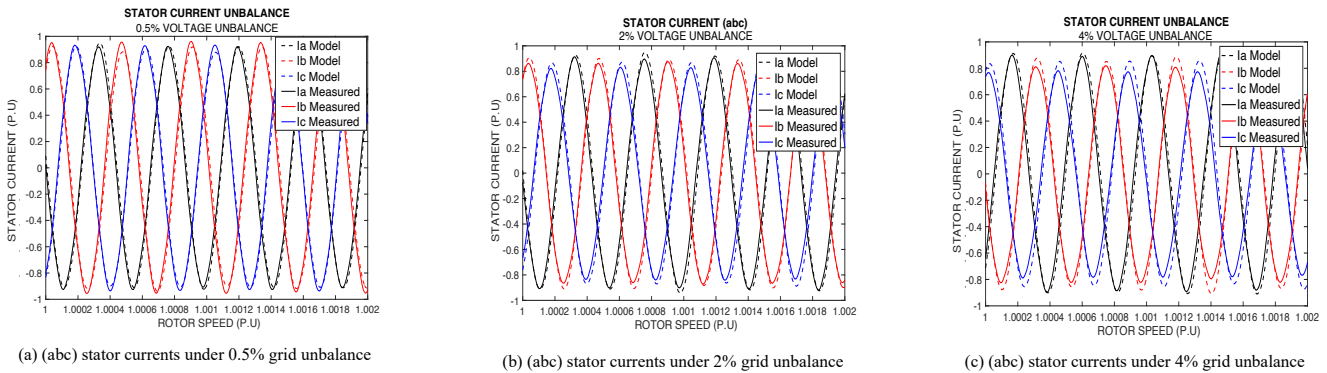 STATOR CURRENT UNBALANCE
0.5% VOLTAGE UNBALANCE
STATOR CURRENT (P.U)
1
0.8
0.6
0.4
0.2
0
-0.2
-0.4
-0.6
-0.8
-1
Ia Model
Ib Model
Ic Model
Ia Measured
Ib Measured
Ic Measured
1 1.0002 1.0004 1.0006 1.0008 1.001 1.0012 1.0014 1.0016 1.0018 1.002
ROTOR SPEED (P.U)
(a) (abc) stator currents under 0.5% grid unbalance
STATOR CURRENT (abc)
2% VOLTAGE UNBALANCE
STATOR CURRENT (P.U)
1
0.8
0.6
0.4
0.2
0
-0.2
-0.4
-0.6
-0.8
-1
Ia Model
Ib Model
Ic Model
Ia Measured
Ib Measured
Ic Measured
1 1.0002 1.0004 1.0006 1.0008 1.001 1.0012 1.0014 1.0016 1.0018 1.002
ROTOR SPEED (P.U)
(b) (abc) stator currents under 2% grid unbalance
STATOR CURRENT UNBALANCE
4% VOLTAGE UNBALANCE
STATOR CURRENT (P.U)
1
0.8
0.6
0.4
0.2
0
-0.2
-0.4
-0.6
-0.8
-1
Ia Model
Ib Model
Ic Model
Ia Measured
Ib Measured
Ic Measured
1 1.0002 1.0004 1.0006 1.0008 1.001 1.0012 1.0014 1.0016 1.0018 1.002
ROTOR SPEED (P.U)
(c) (abc) stator currents under 4% grid unbalance